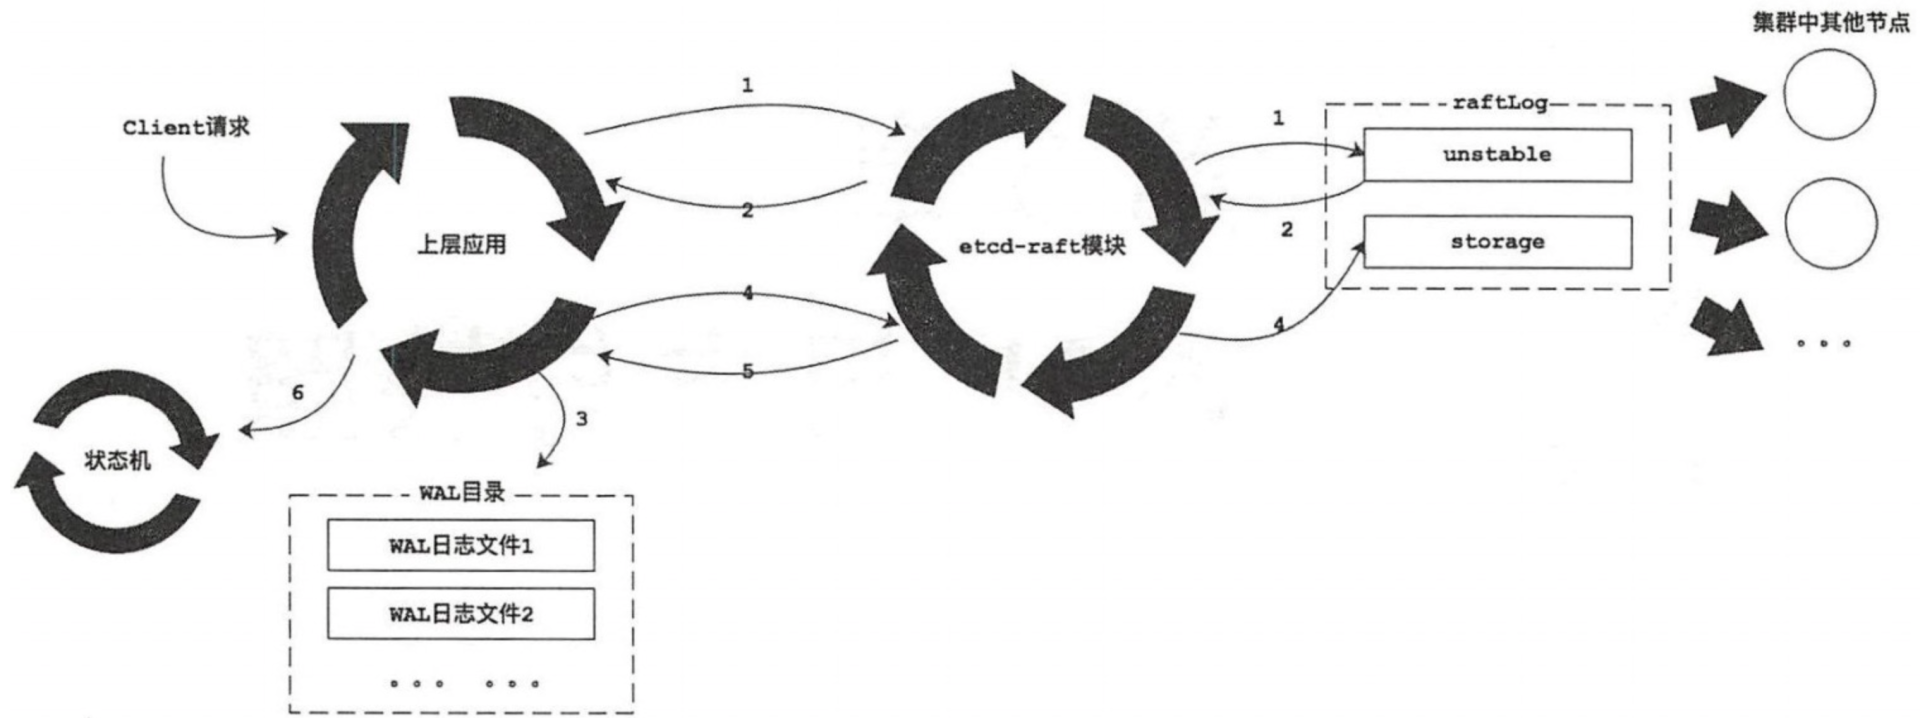 集群中其他节点
Client请求
1
raftLog
1
unstable
2
2
上层应用
etcd-raft模块
storage
4
4
5
6
3
状态机
WAL目录
WAL日志文件1
WAL日志文件2